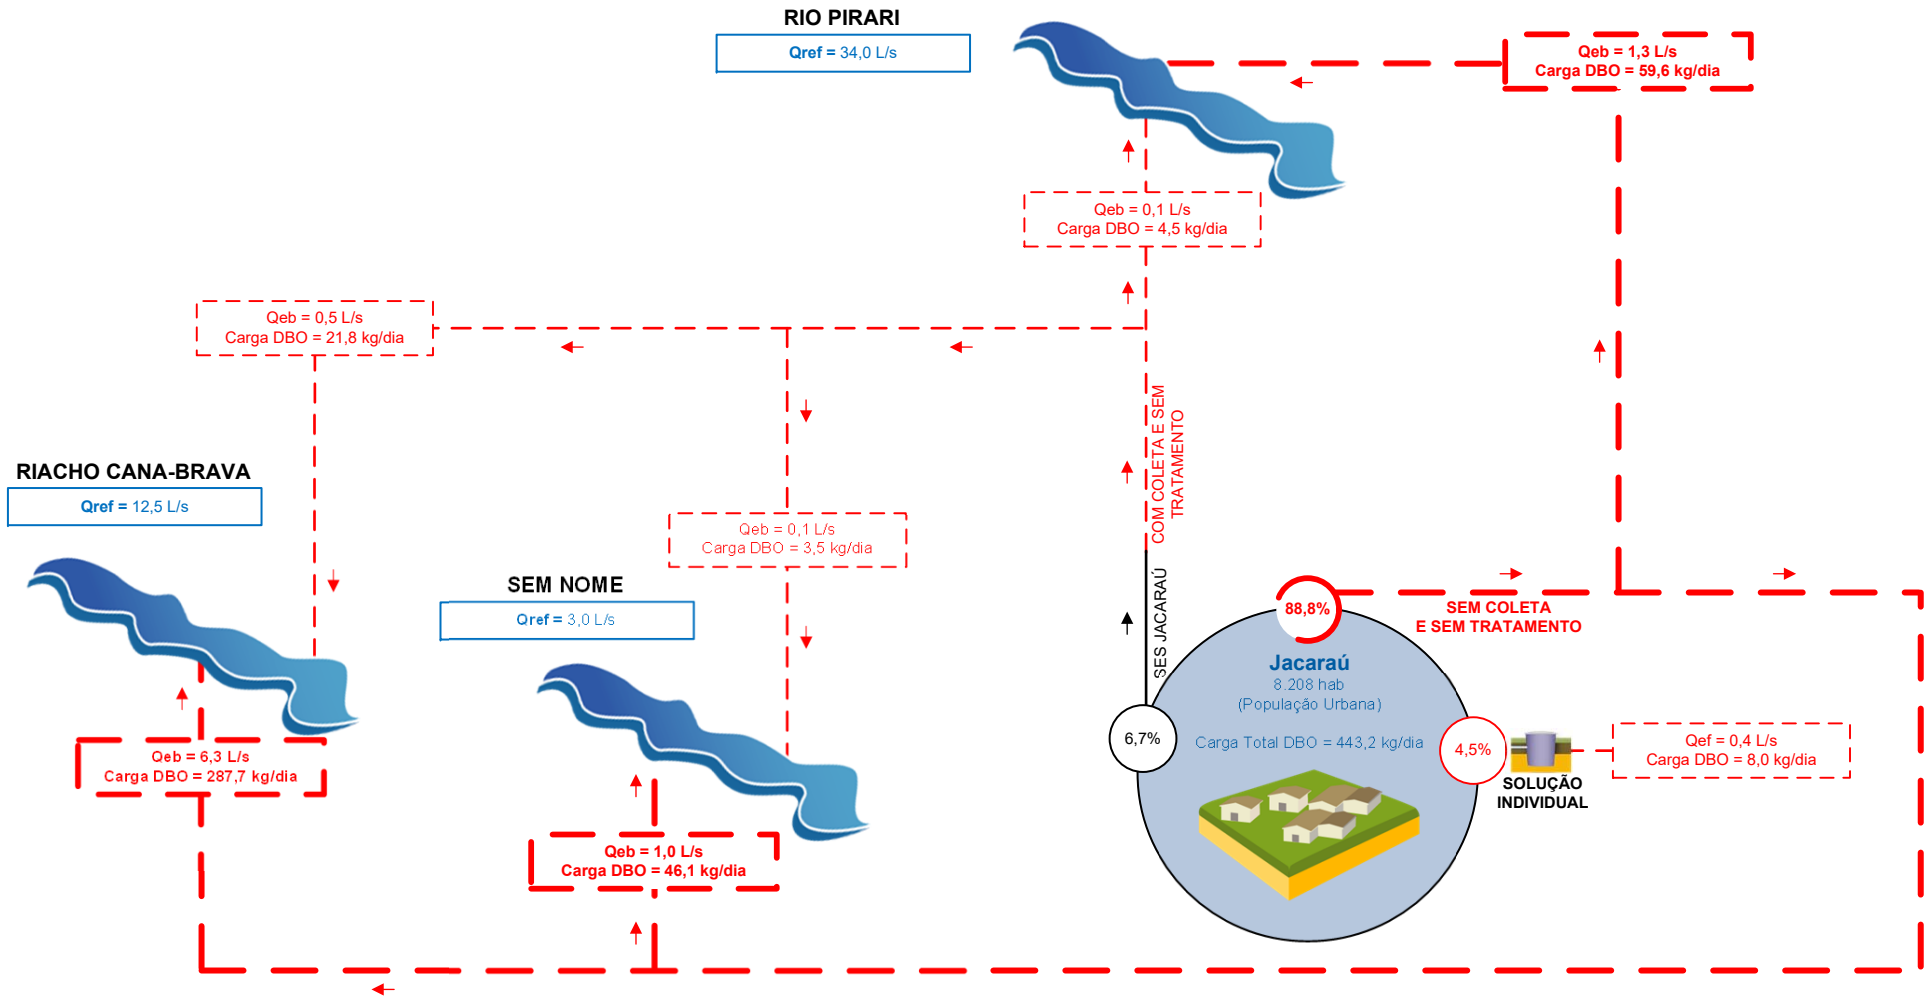 RIO PIRARI
Qref = 34,0 L/s
Qeb = 1,3 L/s
Carga DBO = 59,6 kg/dia
Qeb = 0,1 L/s
Carga DBO = 4,5 kg/dia
Qeb = 0,5 L/s
Carga DBO = 21,8 kg/dia
COM COLETA E SEM
TRATAMENTO
RIACHO CANA-BRAVA
Qref = 12,5 L/s
Qeb = 0,1 L/s
Carga DBO = 3,5 kg/dia
SEM NOME
Qref = 3,0 L/s
SES JACARAÚ
88,8%
SEM COLETA
E SEM TRATAMENTO
Jacaraú
8.208 hab
(População Urbana)
Carga Total DBO = 443,2 kg/dia
6,7%
4,5%
Qef = 0,4 L/s
Carga DBO = 8,0 kg/dia
SOLUÇÃO
INDIVIDUAL
Qeb = 6,3 L/s
Carga DBO = 287,7 kg/dia
Qeb = 1,0 L/s
Carga DBO = 46,1 kg/dia